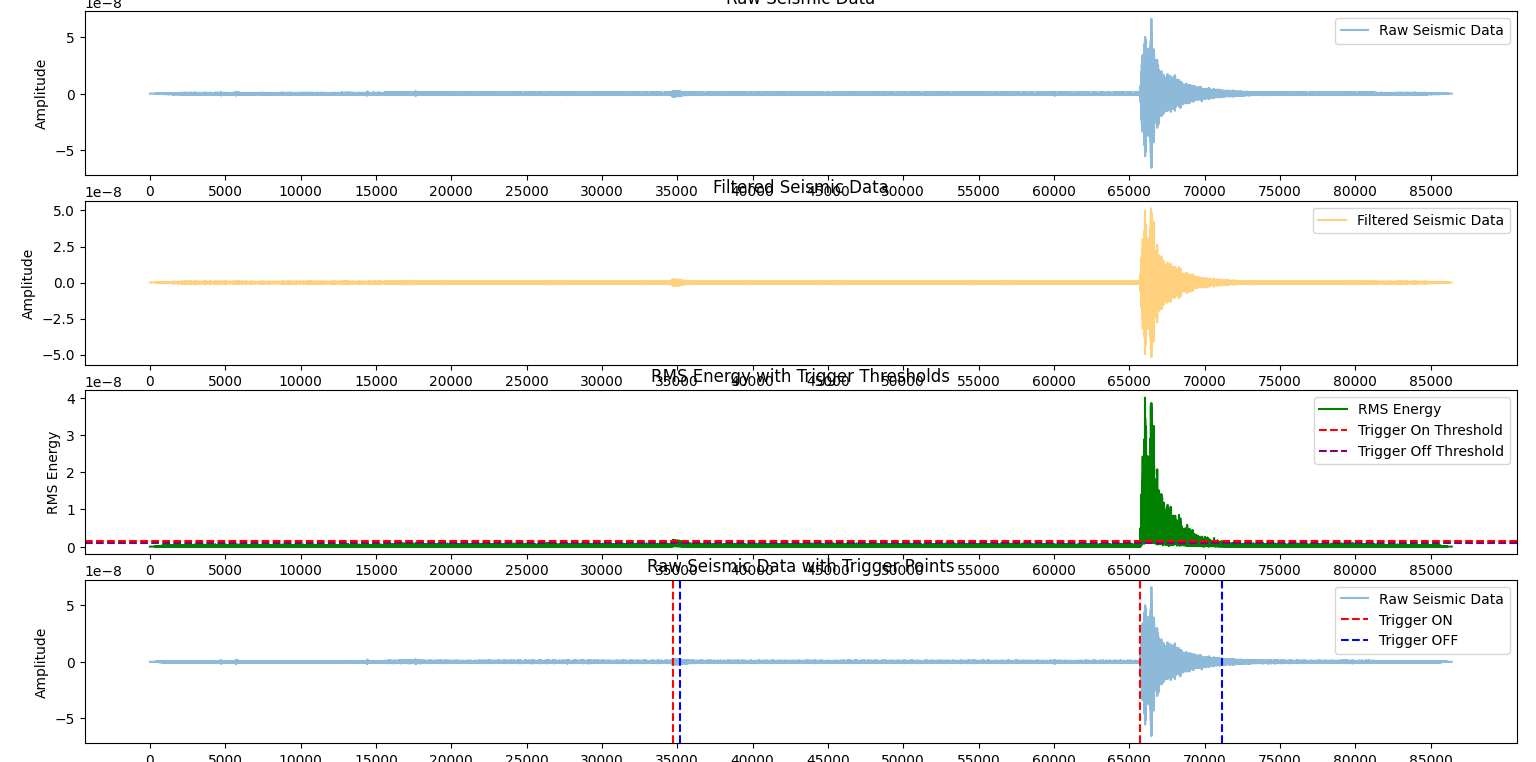 Raw Seismic Data
1e−8
Raw Seismic Data
5
0
−5
Amplitude
0 5000 10000 15000 20000 25000 30000 35000 40000 45000 50000 55000 60000 65000 70000 75000 80000 85000
Filtered Seismic Data
1e−8
Filtered Seismic Data
5.0
2.5
0.0
−2.5
−5.0
Amplitude
0 5000 10000 15000 20000 25000 30000 35000 40000 45000 50000 55000 60000 65000 70000 75000 80000 85000
RMS Energy with Trigger Thresholds
1e−8
RMS Energy
Trigger On Threshold
Trigger Off Threshold
4
3
2
1
0
RMS Energy
0 5000 10000 15000 20000 25000 30000 35000 40000 45000 50000 55000 60000 65000 70000 75000 80000 85000
Raw Seismic Data with Trigger Points
1e−8
Raw Seismic Data
Trigger ON
Trigger OFF
5
0
−5
Amplitude
0 5000 10000 15000 20000 25000 30000 35000 40000 45000 50000 55000 60000 65000 70000 75000 80000 85000